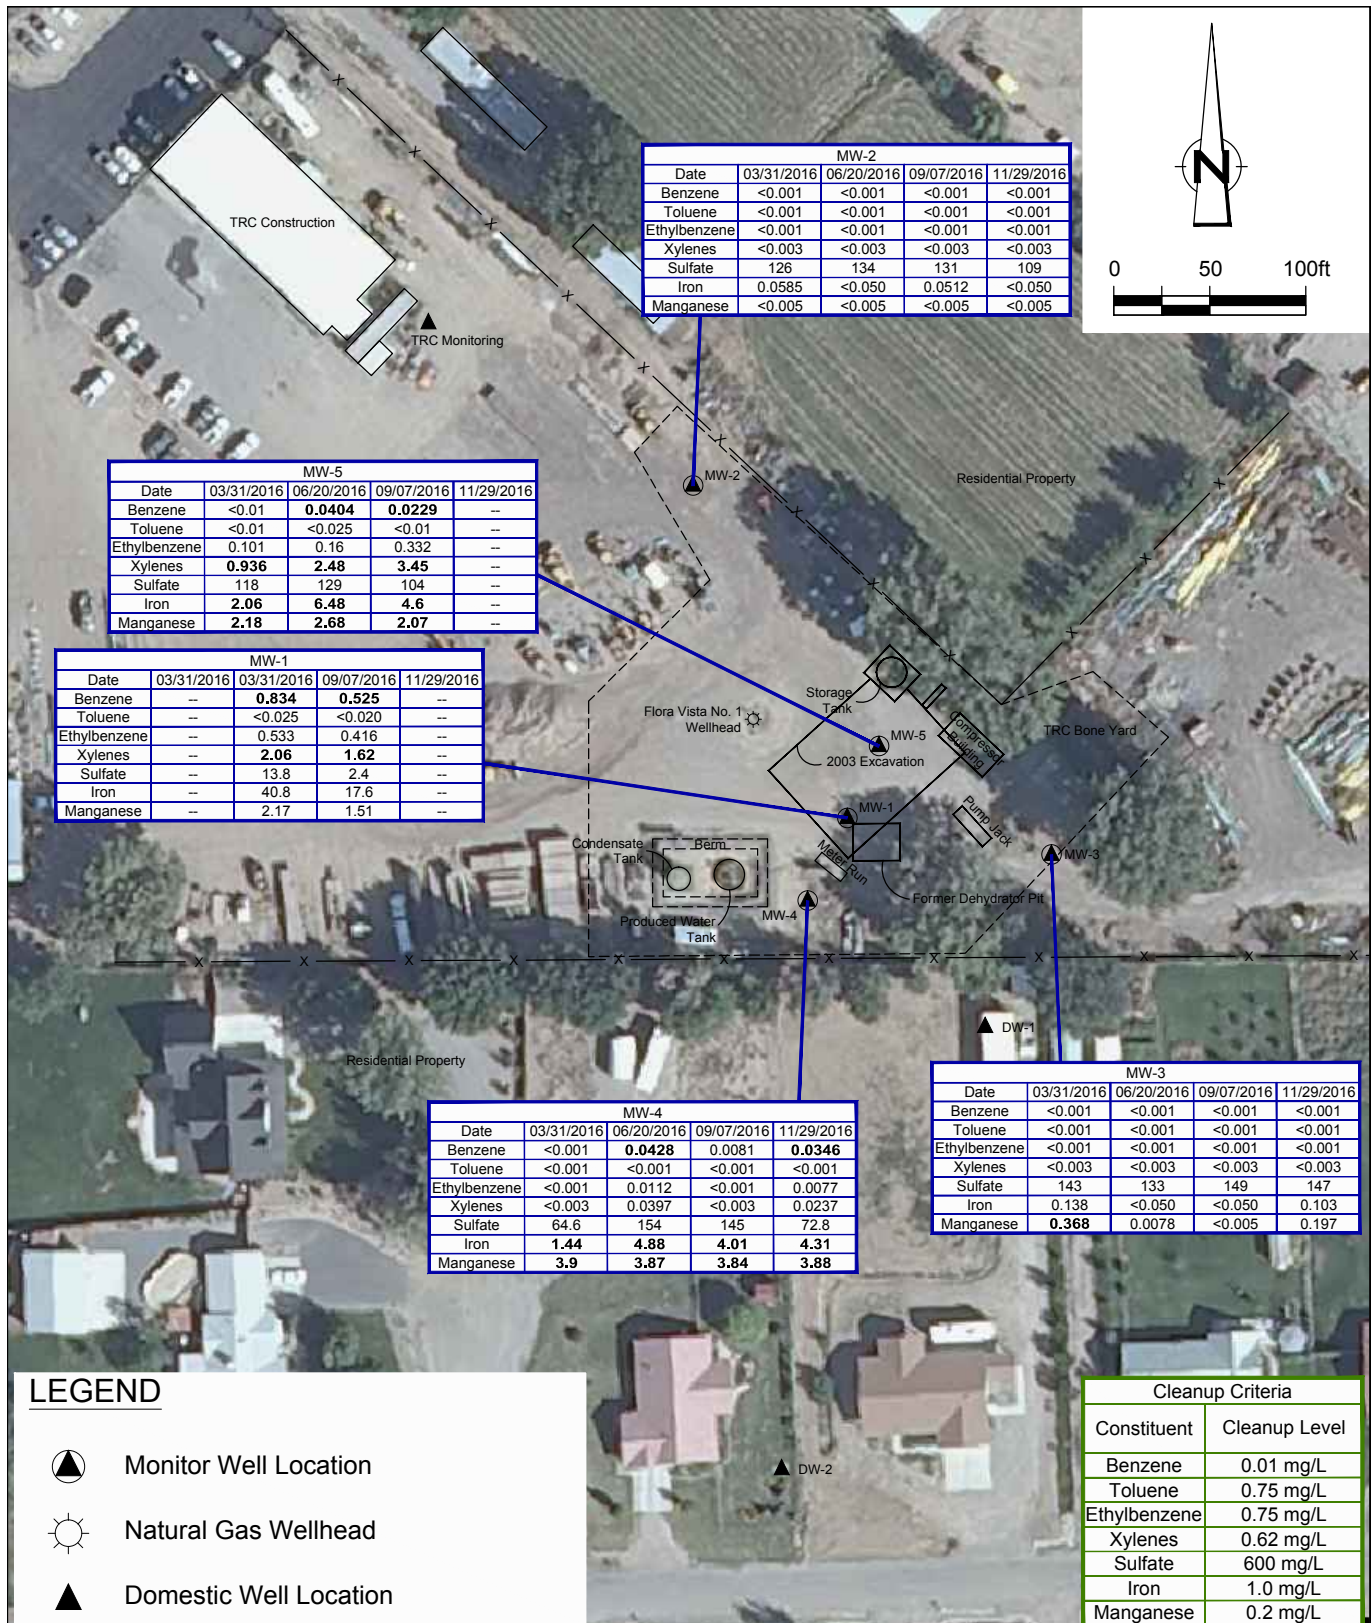 N
0 50 100ft
TRC Construction
TRC Monitoring
MW-2
Date 03/31/2016 06/20/2016 09/07/2016 11/29/2016
Benzene <0.001 <0.001 <0.001 <0.001
Toluene <0.001 <0.001 <0.001 <0.001
Ethylbenzene <0.001 <0.001 <0.001 <0.001
Xylenes <0.003 <0.003 <0.003 <0.003
Sulfate 126 134 131 109
Iron 0.0585 <0.050 0.0512 <0.050
Manganese <0.005 <0.005 <0.005 <0.005
MW-2
Residential Property
MW-5
Date 03/31/2016 06/20/2016 09/07/2016 11/29/2016
Benzene <0.01 0.0404 0.0229 --
Toluene <0.01 <0.025 <0.01 --
Ethylbenzene 0.101 0.16 0.332 --
Xylenes 0.936 2.48 3.45 --
Sulfate 118 129 104 --
Iron 2.06 6.48 4.6 --
Manganese 2.18 2.68 2.07 --
MW-1
Date 03/31/2016 03/31/2016 09/07/2016 11/29/2016
Benzene -- 0.834 0.525 --
Toluene -- <0.025 <0.020 --
Ethylbenzene -- 0.533 0.416 --
Xylenes -- 2.06 1.62 --
Sulfate -- 13.8 2.4 --
Iron -- 40.8 17.6 --
Manganese -- 2.17 1.51 --
Storage
Tank
Flora Vista No. 1
Wellhead
MW-5
2003 Excavation
Compressor
Building
TRC Bone Yard
MW-1
Pump Jack
MW-3
Condensate
Tank
Berm
Meter Run
Former Dehydrator Pit
Produced Water
Tank
MW-4
X X X X X X X X X X X X
DW-1
Residential Property
MW-3
Date 03/31/2016 06/20/2016 09/07/2016 11/29/2016
Benzene <0.001 <0.001 <0.001 <0.001
Toluene <0.001 <0.001 <0.001 <0.001
Ethylbenzene <0.001 <0.001 <0.001 <0.001
Xylenes <0.003 <0.003 <0.003 <0.003
Sulfate 143 133 149 147
Iron 0.138 <0.050 <0.050 0.103
Manganese 0.368 0.0078 <0.005 0.197
MW-4
Date 03/31/2016 06/20/2016 09/07/2016 11/29/2016
Benzene <0.001 0.0428 0.0081 0.0346
Toluene <0.001 <0.001 <0.001 <0.001
Ethylbenzene <0.001 0.0112 <0.001 0.0077
Xylenes <0.003 0.0397 <0.003 0.0237
Sulfate 64.6 154 145 72.8
Iron 1.44 4.88 4.01 4.31
Manganese 3.9 3.87 3.84 3.88
DW-2
LEGEND
Monitor Well Location
Natural Gas Wellhead
Domestic Well Location
Cleanup Criteria
Constituent Cleanup Level
Benzene 0.01 mg/L
Toluene 0.75 mg/L
Ethylbenzene 0.75 mg/L
Xylenes 0.62 mg/L
Sulfate 600 mg/L
Iron 1.0 mg/L
Manganese 0.2 mg/L